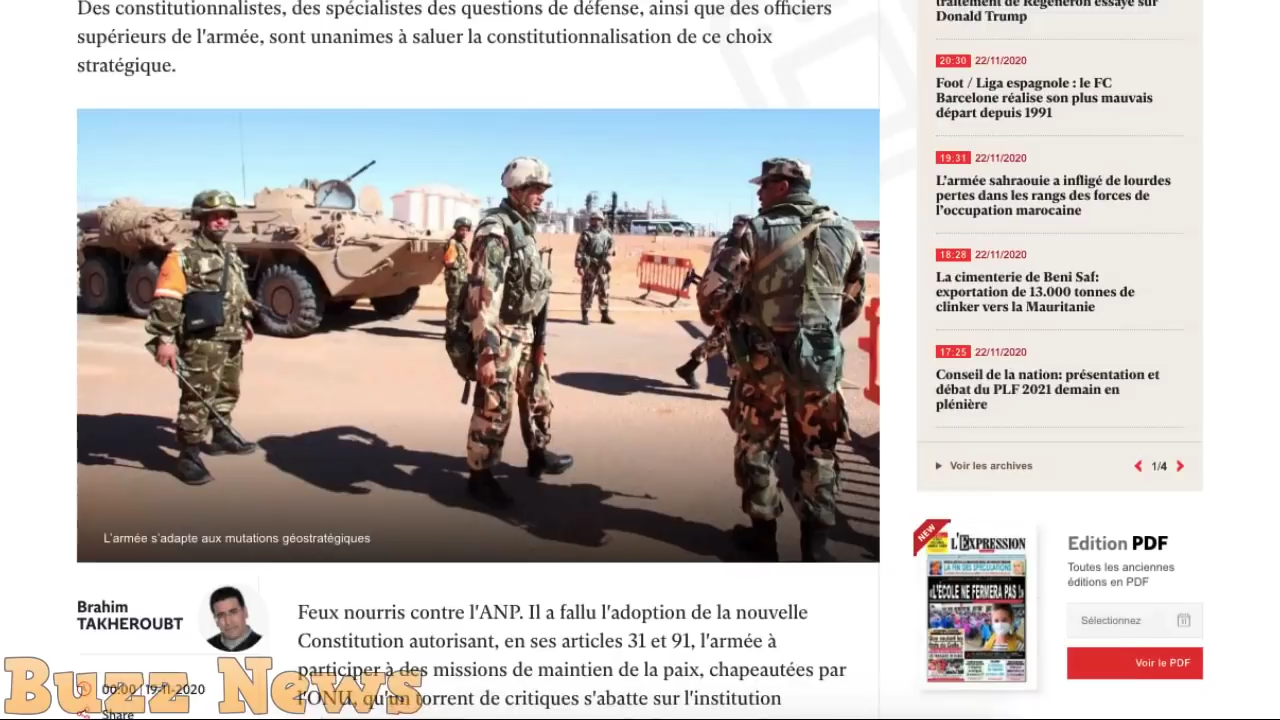 Des constitutionnalistes, des spécialistes des questions de défense, ainsi que des officiers
supérieurs de l'armée, sont unanimes à saluer la constitutionnalisation de ce choix
stratégique.
L'armée s'adapte aux mutations géostratégiques
Brahim
TAKHEROUBT
00:00 | 19-11-2020
Share
Feux nourris contre l'ANP. Il a fallu l'adoption de la nouvelle
Constitution autorisant, en ses articles 31 et 91, l'armée à
participer à des missions de maintien de la paix, chapeautées par
l'ONU, qu'un torrent de critiques s'abatte sur l'institution
Buzz News
traitement de Regeneron essayé sur
Donald Trump
20:30 22/11/2020
Foot / Liga espagnole : le FC
Barcelone réalise son plus mauvais
départ depuis 1991
19:31 22/11/2020
L'armée sahraouie a infligé de lourdes
pertes dans les rangs des forces de
l'occupation marocaine
18:28 22/11/2020
La cimenterie de Beni Saf:
exportation de 13.000 tonnes de
clinker vers la Mauritanie
17:25 22/11/2020
Conseil de la nation: présentation et
débat du PLF 2021 demain en
plénière
Voir les archives
1/4
NEW
L'EXPRESSION
LA FIN DES SPÉCULATIONS
«L'ÉCOLE NE FERMERA PAS !»
Edition PDF
Toutes les anciennes
éditions en PDF
Sélectionnez
Voir le PDF